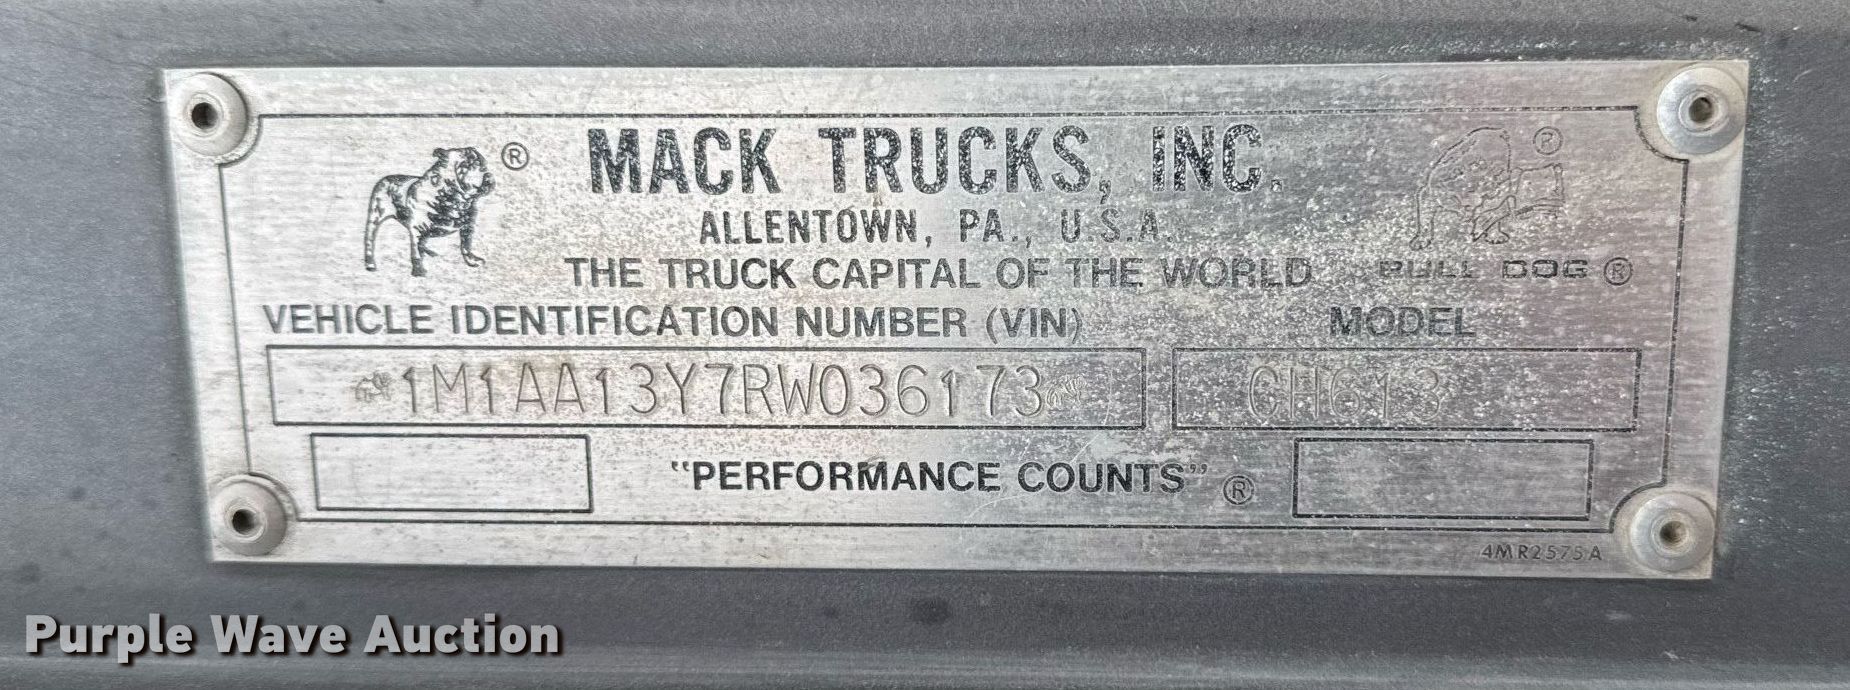 ® MACK TRUCKS, INC. ®
ALLENTOWN, PA., U.S.A.
THE TRUCK CAPITAL OF THE WORLD BULL DOG ®
VEHICLE IDENTIFICATION NUMBER (VIN) MODEL
1M1AA13Y7RW036173 CH613
"PERFORMANCE COUNTS" ®
4MR2575A
Purple Wave Auction